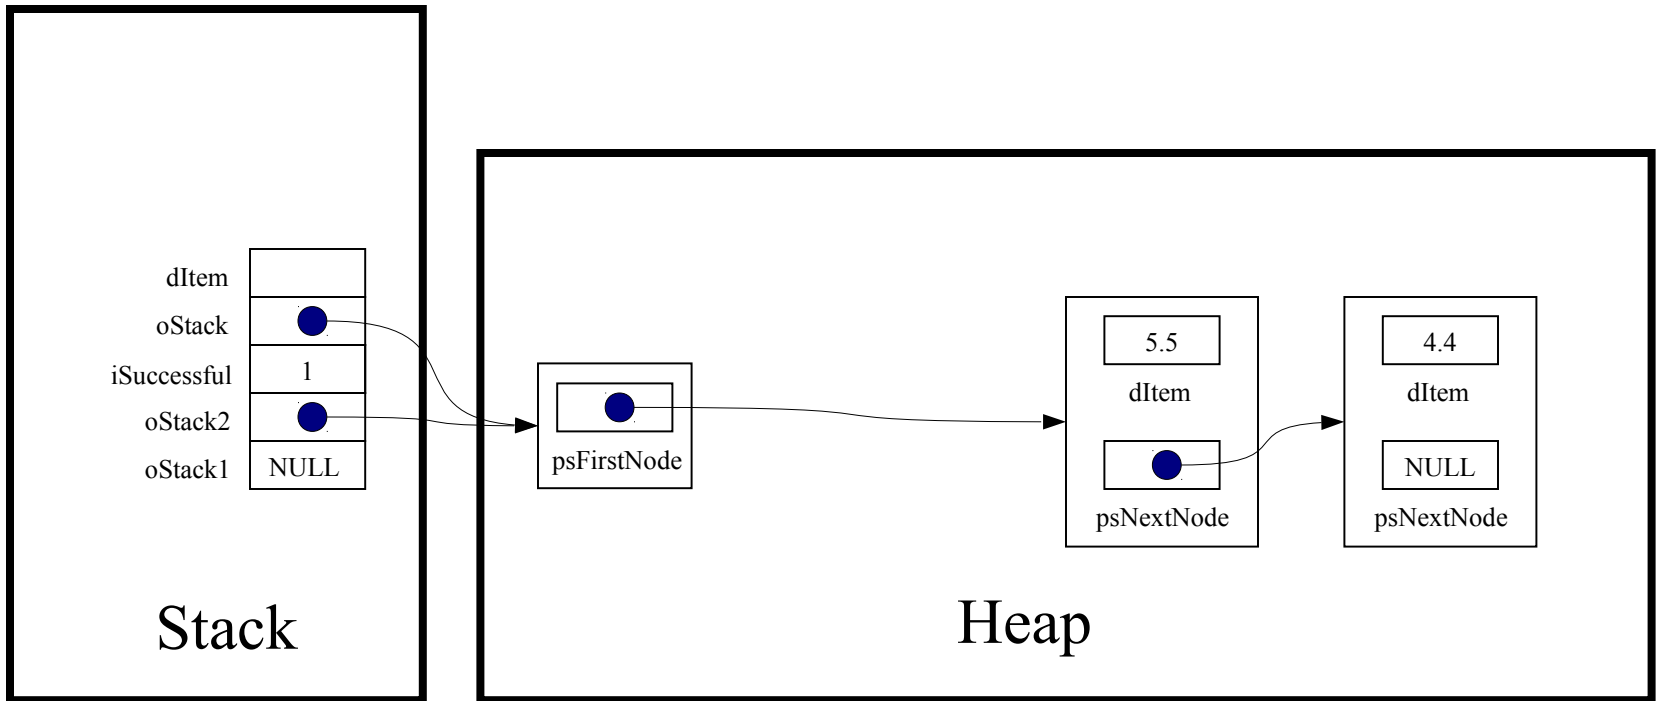 dItem
oStack
iSuccessful 1
oStack2
oStack1 NULL
Stack
psFirstNode
5.5
dItem
psNextNode
4.4
dItem
NULL
psNextNode
Heap